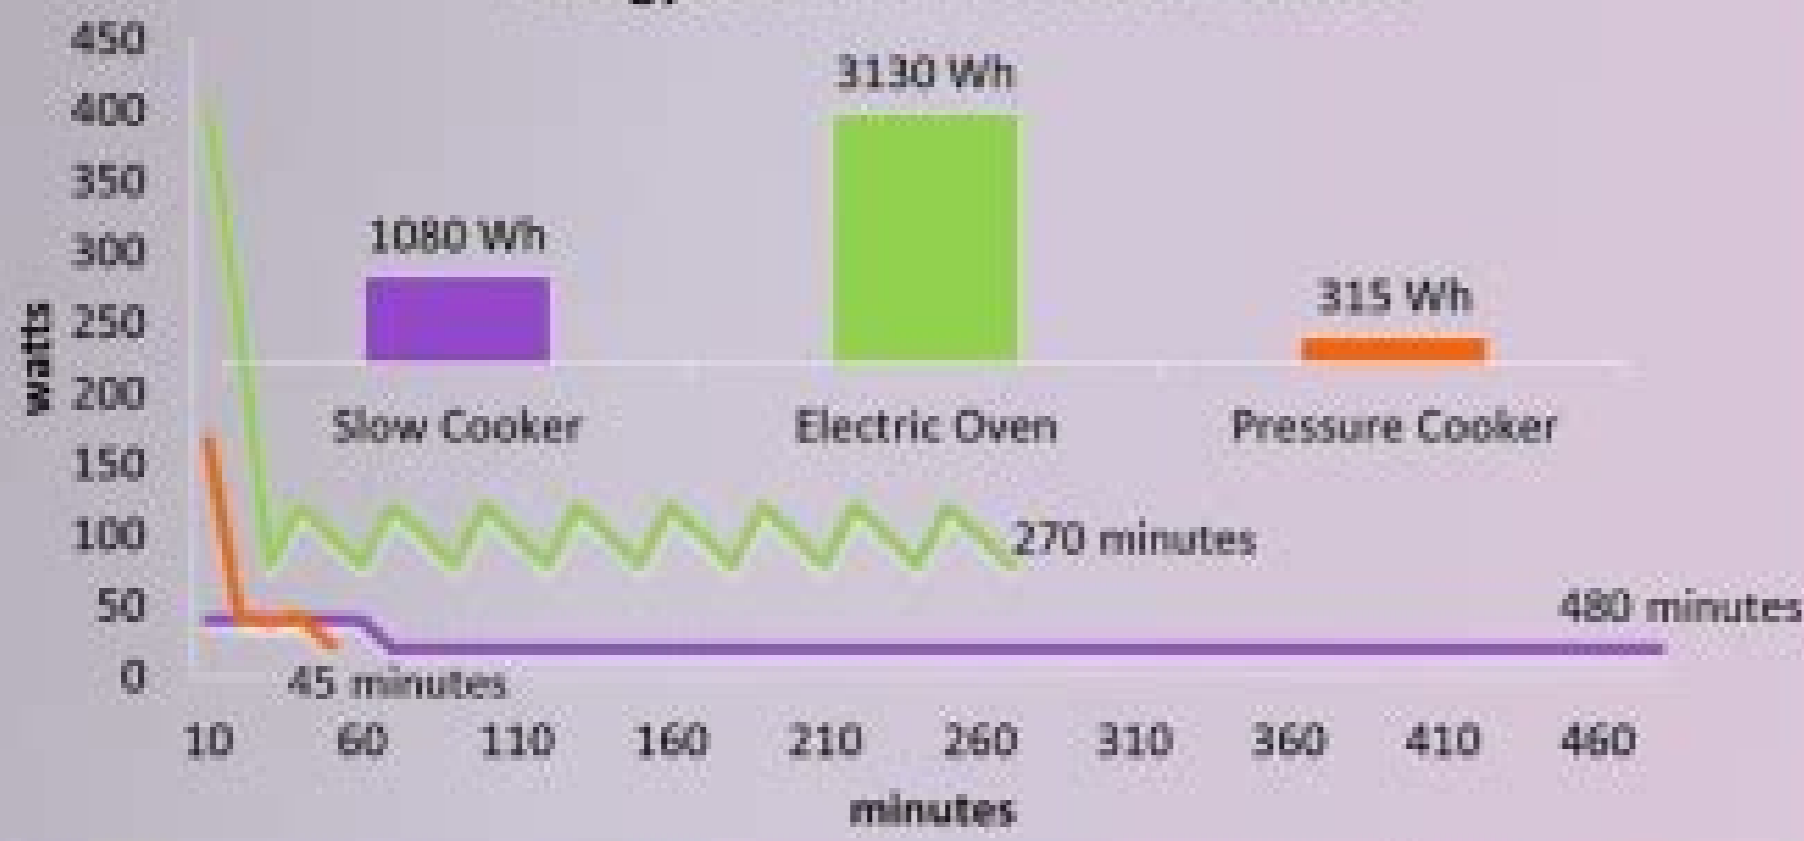 450
400
350
300
250
200
150
100
50
0
watts
3130 Wh
1080 Wh
315 Wh
Slow Cooker
Electric Oven
Pressure Cooker
270 minutes
480 minutes
45 minutes
10 60 110 160 210 260 310 360 410 460
minutes